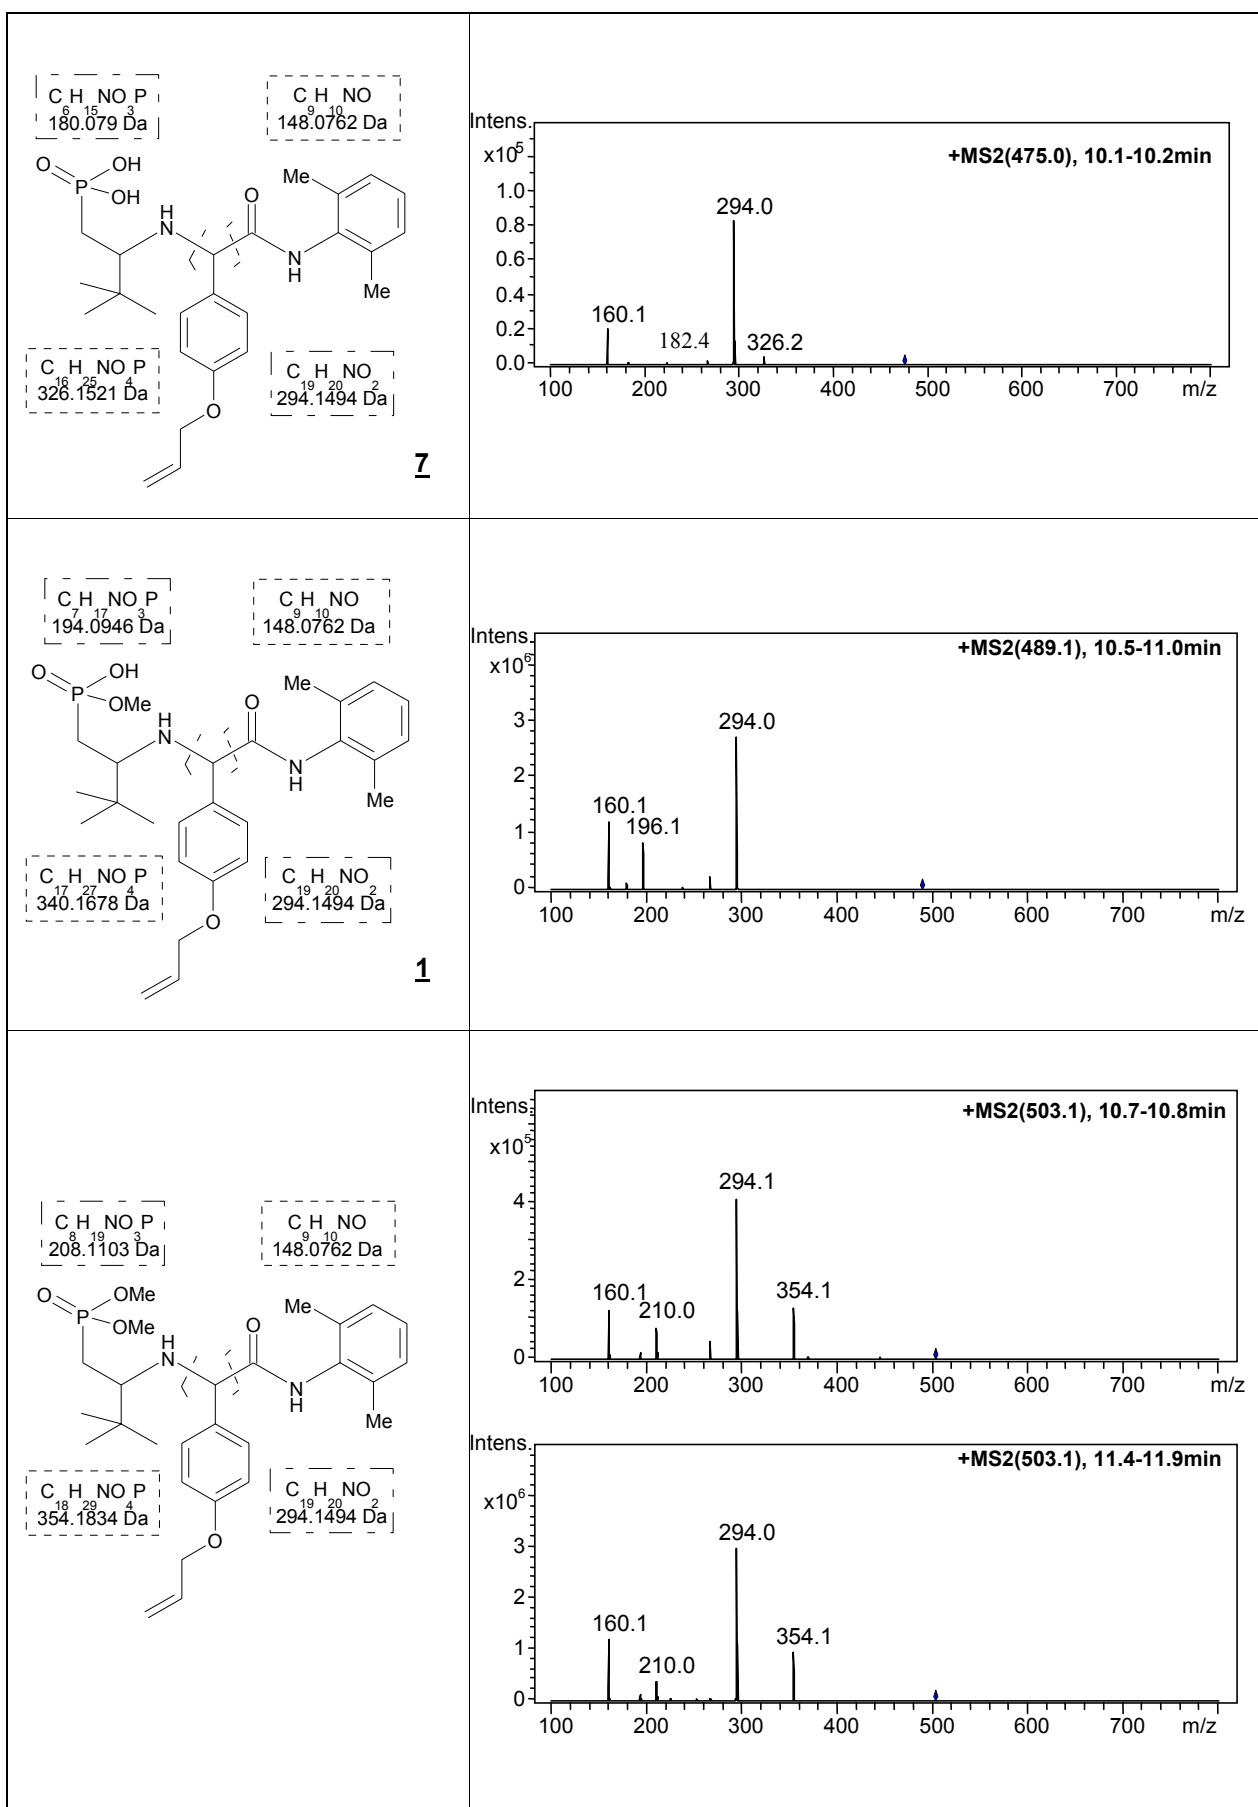 C6H15NO3P
180.079 Da
C9H10NO
148.0762 Da
O
P
OH
OH
H
N
O
Me
N
H
Me
C16H25NO4P
326.1521 Da
C19H20NO2
294.1494 Da
O
7
Intens.
x10^5
+MS2(475.0), 10.1-10.2min
1.0
0.8
0.6
0.4
0.2
0.0
294.0
160.1
182.4
326.2
100 200 300 400 500 600 700 m/z
C7H17NO3P
194.0946 Da
C9H10NO
148.0762 Da
O
P
OH
OMe
H
N
O
Me
N
H
Me
C17H27NO4P
340.1678 Da
C19H20NO2
294.1494 Da
O
1
Intens.
x10^6
+MS2(489.1), 10.5-11.0min
3
2
1
0
294.0
160.1
196.1
100 200 300 400 500 600 700 m/z
C8H19NO3P
208.1103 Da
C9H10NO
148.0762 Da
O
P
OMe
OMe
H
N
O
Me
N
H
Me
C18H29NO4P
354.1834 Da
C19H20NO2
294.1494 Da
O
Intens.
x10^5
+MS2(503.1), 10.7-10.8min
4
2
0
294.1
160.1
210.0
354.1
100 200 300 400 500 600 700 m/z
Intens.
x10^6
+MS2(503.1), 11.4-11.9min
3
2
1
0
294.0
160.1
210.0
354.1
100 200 300 400 500 600 700 m/z